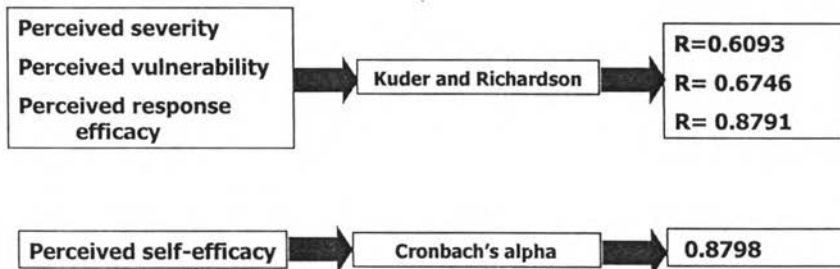 Perceived severity
Perceived vulnerability
Perceived response
efficacy
Kuder and Richardson
R=0.6093
R= 0.6746
R= 0.8791
Perceived self-efficacy
Cronbach's alpha
0.8798